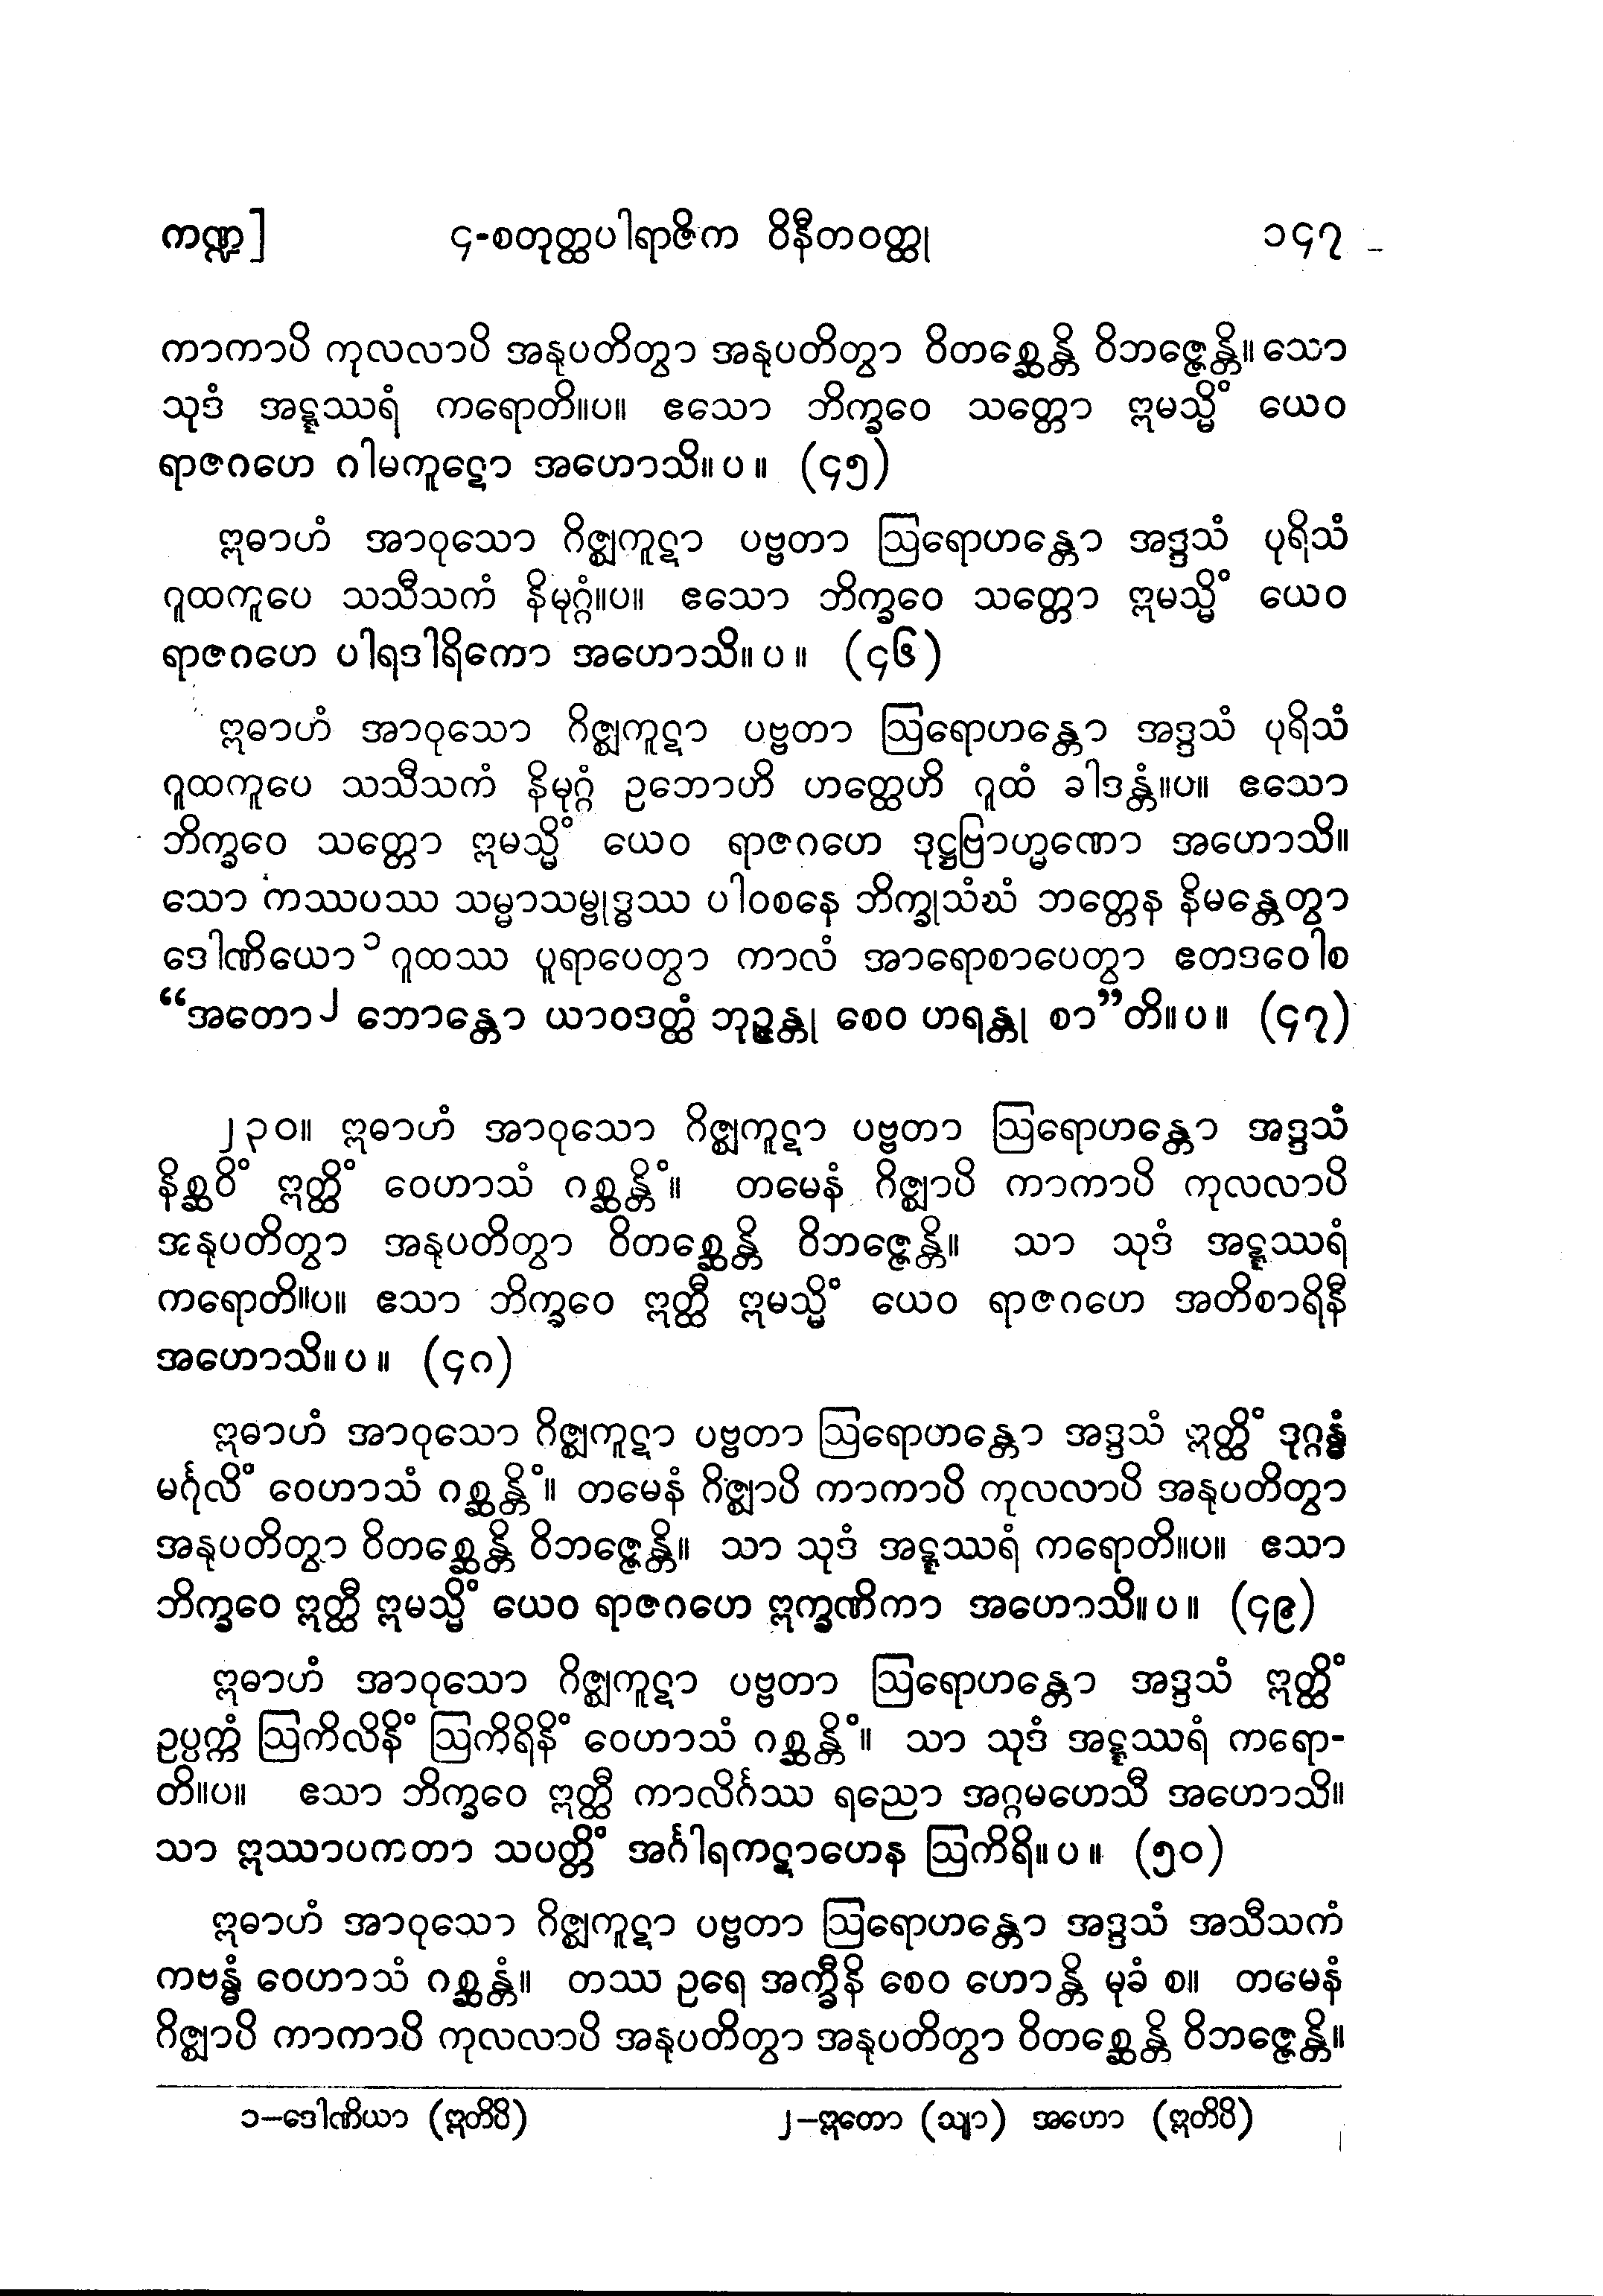 ကဏ္ဍ] ၄-စတုတ္ထပါရာဇိက ဝိနီတဝတ္ထု ၁၄၇
ကာကာပိ ကုလလာပိ အနုပတိတွာ အနုပတိတွာ ဝိတစ္ဆေန္တိ ဝိဘဇ္ဇေန္တိ။ သော
သုဒံ အဋ္ဋဿရံ ကရောတိ။ပ။ ဧသော ဘိက္ခဝေ သတ္တော ဣမသ္မိံ ယေဝ
ရာဇဂဟေ ဂါမကူဋော အဟောသိ။ပ။ (၄၅)
ဣဓာဟံ အာဝုသော ဂိဇ္ဈကူဋာ ပဗ္ဗတာ ဩရောဟန္တော အဒ္ဒသံ ပုရိသံ
ဂူထကူပေ သသီသကံ နိမုဂ္ဂံ။ပ။ ဧသော ဘိက္ခဝေ သတ္တော ဣမသ္မိံ ယေဝ
ရာဇဂဟေ ပါရဒါရိကော အဟောသိ။ပ။ (၄၆)
ဣဓာဟံ အာဝုသော ဂိဇ္ဈကူဋာ ပဗ္ဗတာ ဩရောဟန္တော အဒ္ဒသံ ပုရိသံ
ဂူထကူပေ သသီသကံ နိမုဂ္ဂံ ဥဘောဟိ ဟတ္ထေဟိ ဂူထံ ခါဒန္တံ။ပ။ ဧသော
ဘိက္ခဝေ သတ္တော ဣမသ္မိံ ယေဝ ရာဇဂဟေ ဒုဋ္ဌဗြာဟ္မဏော အဟောသိ။
သော ကဿပဿ သမ္မာသမ္ဗုဒ္ဓဿ ပါဝစနေ ဘိက္ခုသံဃံ ဘတ္တေန နိမန္တေတွာ
ဒေါဏိယော ၁ ဂူထဿ ပူရာပေတွာ ကာလံ အာရောစာပေတွာ ဧတဒဝေါစ
“အတော ၂ ဘောန္တော ယာဝဒတ္ထံ ဘုဉ္ဇန္တု စေဝ ဟရန္တု စာ”တိ။ပ။ (၄၇)
၂၃၀။ ဣဓာဟံ အာဝုသော ဂိဇ္ဈကူဋာ ပဗ္ဗတာ ဩရောဟန္တော အဒ္ဒသံ
နိစ္ဆဝိံ ဣတ္ထိံ ဝေဟာသံ ဂစ္ဆန္တိံ။ တမေနံ ဂိဇ္ဈာပိ ကာကာပိ ကုလလာပိ
အနုပတိတွာ အနုပတိတွာ ဝိတစ္ဆေန္တိ ဝိဘဇ္ဇေန္တိ။ သာ သုဒံ အဋ္ဋဿရံ
ကရောတိ။ပ။ ဧသာ ဘိက္ခဝေ ဣတ္ထီ ဣမသ္မိံ ယေဝ ရာဇဂဟေ အတိစာရိနီ
အဟောသိ။ပ။ (၄၈)
ဣဓာဟံ အာဝုသော ဂိဇ္ဈကူဋာ ပဗ္ဗတာ ဩရောဟန္တော အဒ္ဒသံ ဣတ္ထိံ ဒုဂ္ဂန္ဓံ
မင်္ဂုလိံ ဝေဟာသံ ဂစ္ဆန္တိံ။ တမေနံ ဂိဇ္ဈာပိ ကာကာပိ ကုလလာပိ အနုပတိတွာ
အနုပတိတွာ ဝိတစ္ဆေန္တိ ဝိဘဇ္ဇေန္တိ။ သာ သုဒံ အဋ္ဋဿရံ ကရောတိ။ပ။ ဧသာ
ဘိက္ခဝေ ဣတ္ထီ ဣမသ္မိံ ယေဝ ရာဇဂဟေ ဣက္ခဏိကာ အဟောသိ။ပ။ (၄၉)
ဣဓာဟံ အာဝုသော ဂိဇ္ဈကူဋာ ပဗ္ဗတာ ဩရောဟန္တော အဒ္ဒသံ ဣတ္ထိံ
ဥပ္ပက္ကံ ဩကိလိနိံ ဩကိရိနိံ ဝေဟာသံ ဂစ္ဆန္တိံ။ သာ သုဒံ အဋ္ဋဿရံ ကရော-
တိ။ပ။ ဧသာ ဘိက္ခဝေ ဣတ္ထီ ကာလိင်္ဂဿ ရညော အဂ္ဂမဟေသီ အဟောသိ။
သာ ဣဿာပကတာ သပတ္တိံ အင်္ဂါရကဋာဟေန ဩကိရိ။ပ။ (၅၀)
ဣဓာဟံ အာဝုသော ဂိဇ္ဈကူဋာ ပဗ္ဗတာ ဩရောဟန္တော အဒ္ဒသံ အသီသကံ
ကဗန္ဓံ ဝေဟာသံ ဂစ္ဆန္တံ။ တဿ ဥရေ အက္ခီနိ စေဝ ဟောန္တိ မုခံ စ။ တမေနံ
ဂိဇ္ဈာပိ ကာကာပိ ကုလလာပိ အနုပတိတွာ အနုပတိတွာ ဝိတစ္ဆေန္တိ ဝိဘဇ္ဇေန္တိ။
၁–ဒေါဏိယာ (ဣတိပိ) ၂–ဣတော (သျာ) အဟော (ဣတိပိ)